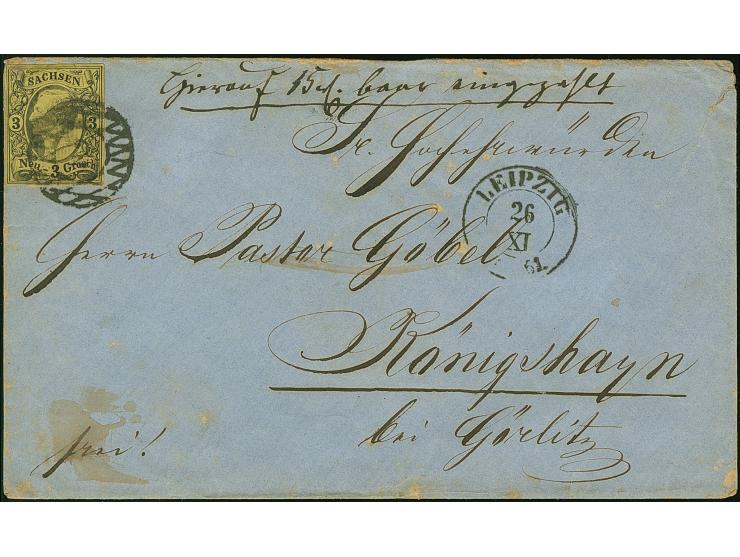 SACHSEN
3 3
Neu-3 Grosch
Hierauf 15 baar eingezahlt
Sr. Hochehrwürden
LEIPZIG
26
XI
61.
Herrn Pastor Göbel
Königshayn
bei Görlitz
frei!